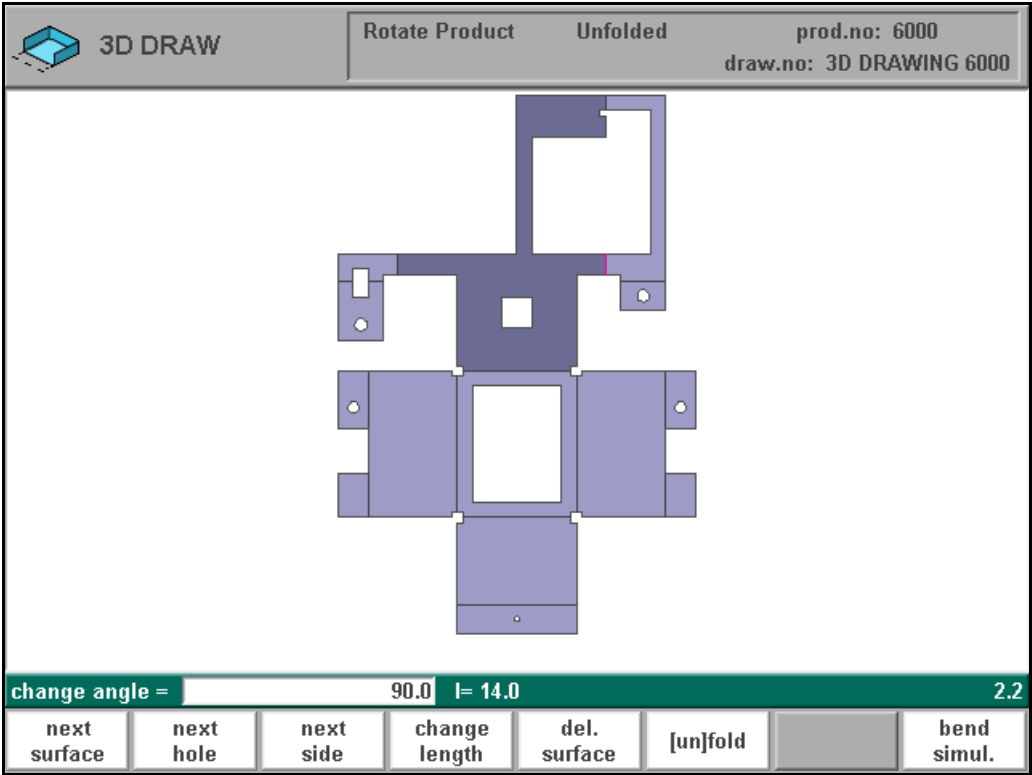 3D DRAW
Rotate Product Unfolded prod.no: 6000
draw.no: 3D DRAWING 6000
change angle = 90.0 l= 14.0 2.2
next surface
next hole
next side
change length
del. surface
[un]fold
bend simul.